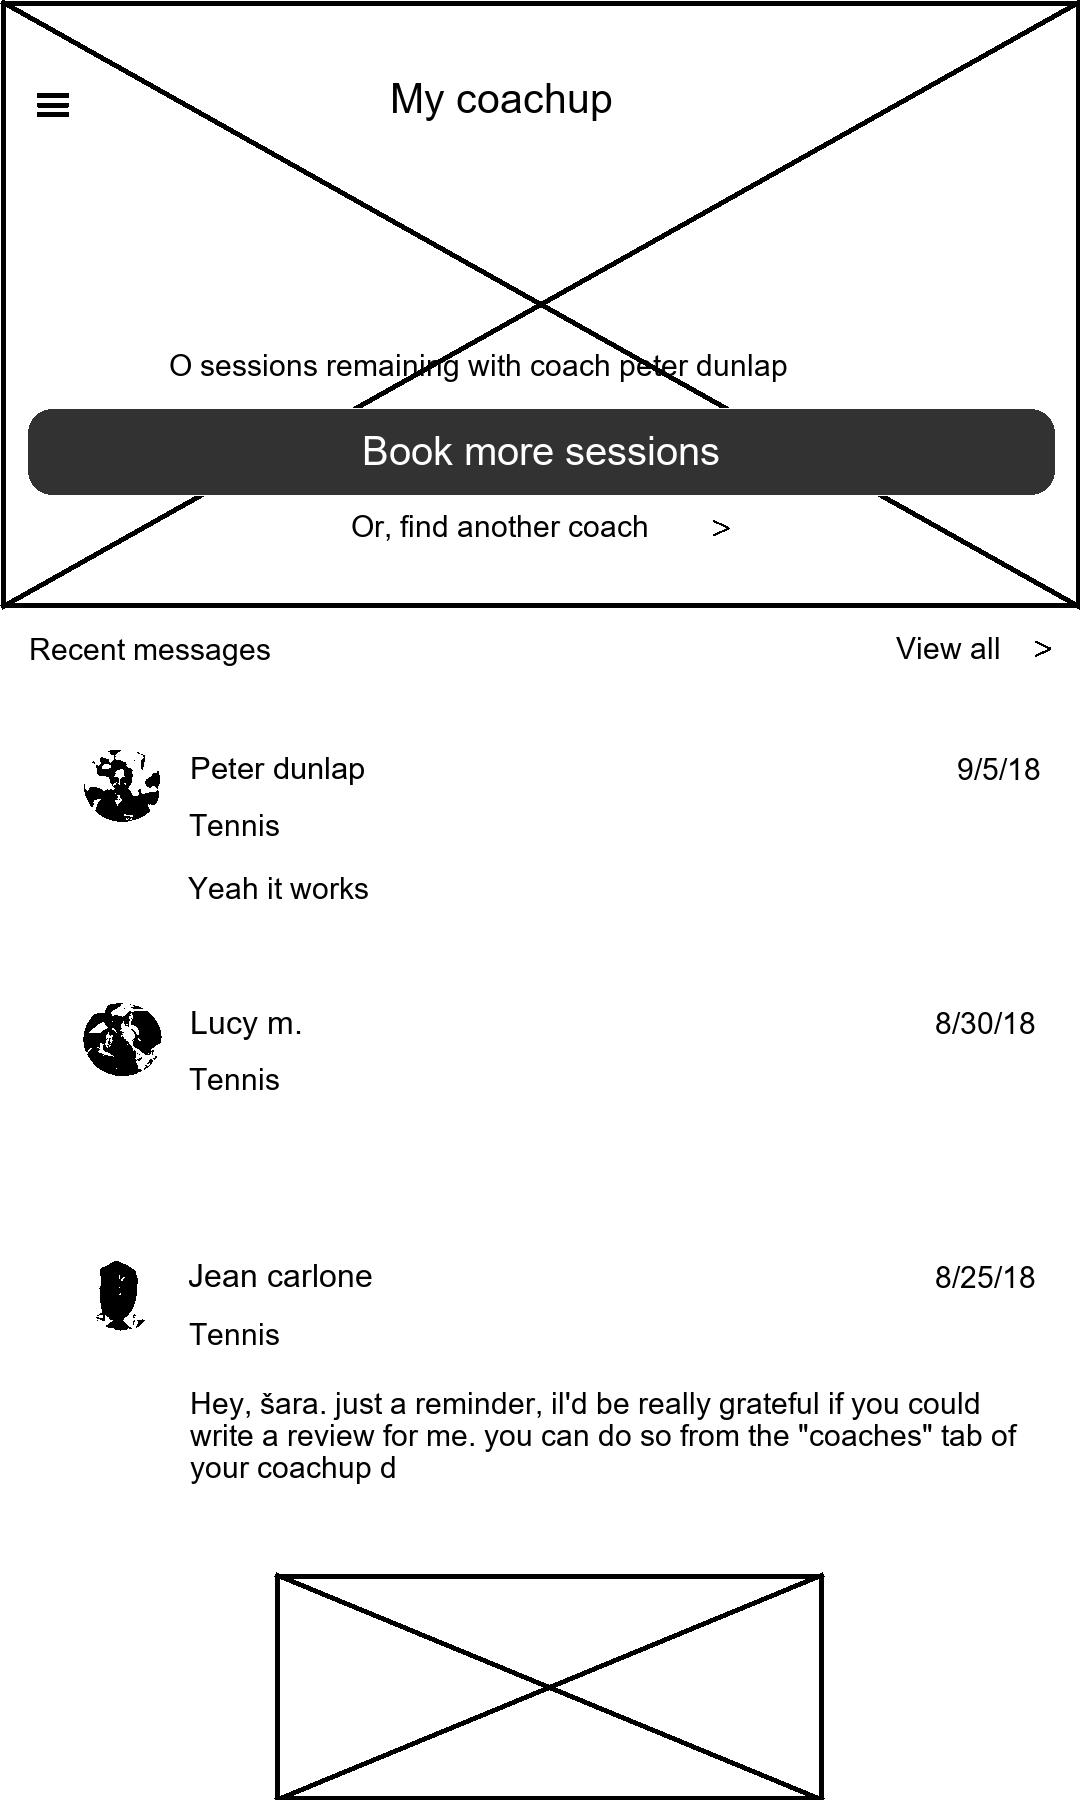 My coachup
O sessions remaining with coach peter dunlap
Book more sessions
Or, find another coach >
Recent messages View all >
Peter dunlap 9/5/18
Tennis
Yeah it works
Lucy m. 8/30/18
Tennis
Jean carlone 8/25/18
Tennis
Hey, šara. just a reminder, il'd be really grateful if you could
write a review for me. you can do so from the "coaches" tab of
your coachup d